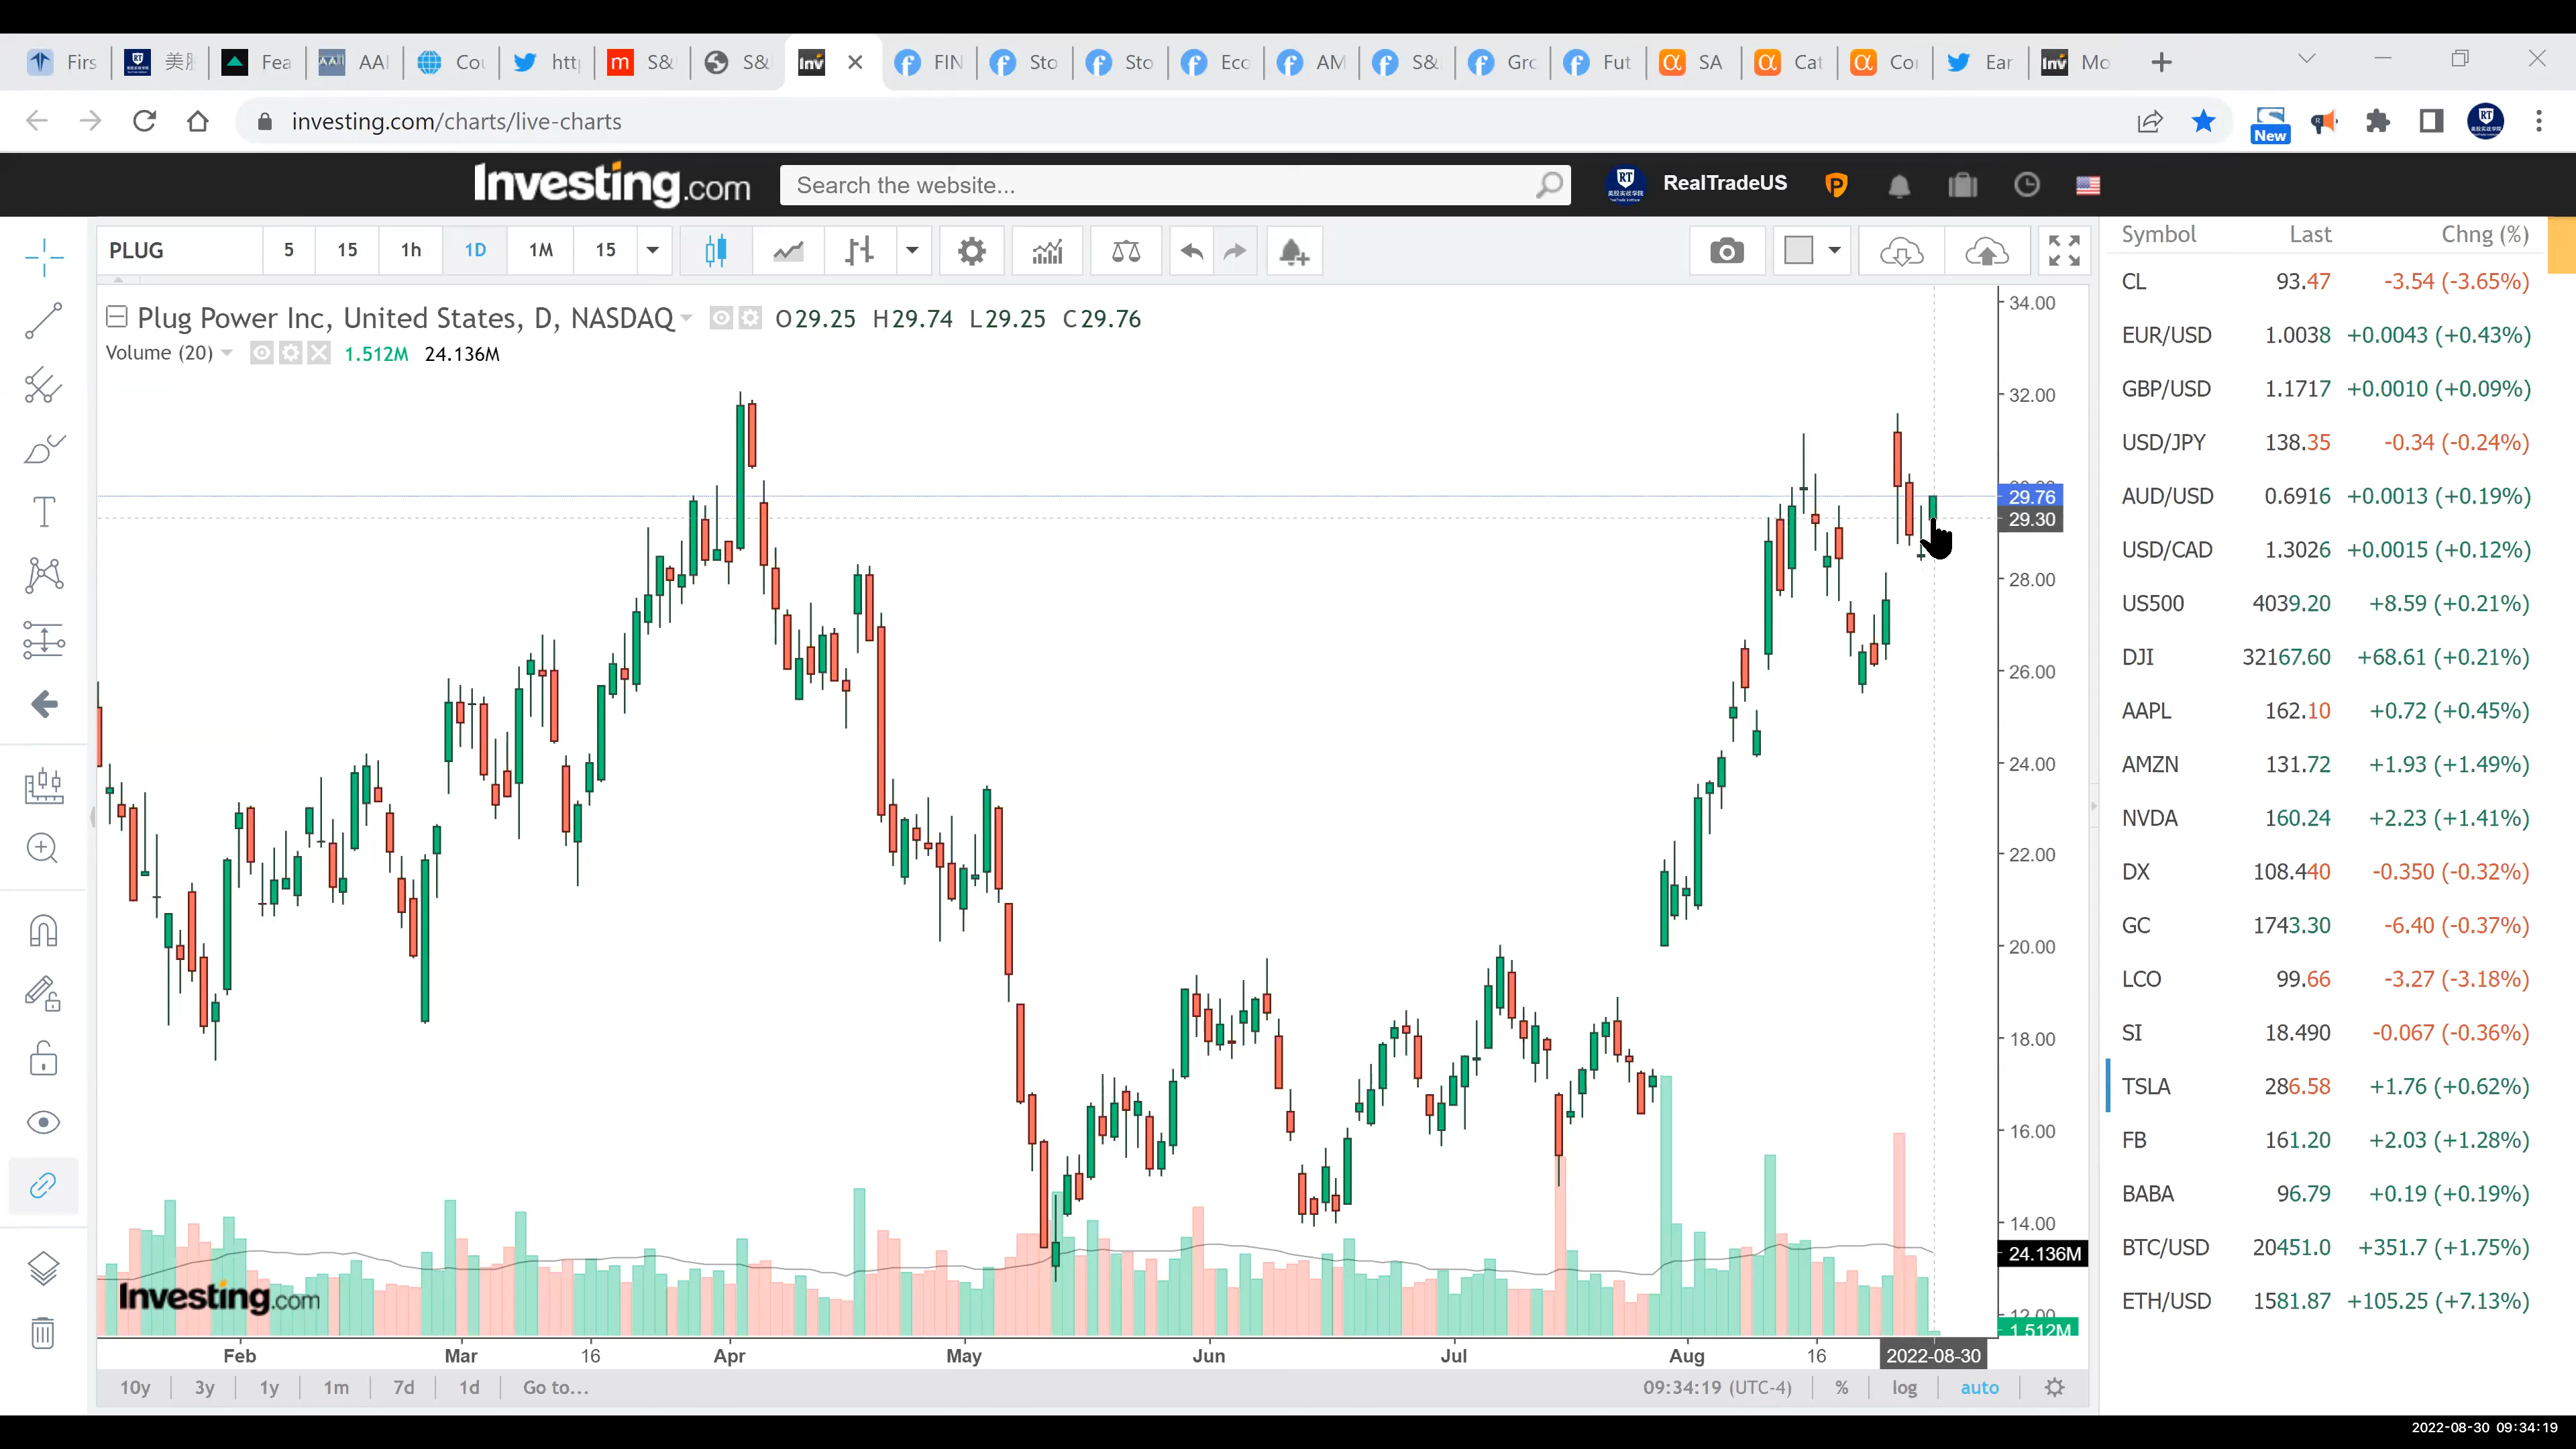 Firs 美股 Fea AAI Cou http S& S& FIN Sto Sto Eco AM S& Gro Fut SA Cat Co Ear Mo
investing.com/charts/live-charts
New
Investing.com Search the website... RT RealTradeUS P
PLUG 5 15 1h 1D 1M 15
Plug Power Inc, United States, D, NASDAQ O29.25 H29.74 L29.25 C29.76
Volume (20) 1.512M 24.136M
34.00
32.00
29.76
29.30
28.00
26.00
24.00
22.00
20.00
18.00
16.00
14.00
24.136M
12.00
1.512M
Investing.com
Feb Mar 16 Apr May Jun Jul Aug 16 2022-08-30
10y 3y 1y 1m 7d 1d Go to... 09:34:19 (UTC-4) % log auto
Symbol Last Chng (%)
CL 93.47 -3.54 (-3.65%)
EUR/USD 1.0038 +0.0043 (+0.43%)
GBP/USD 1.1717 +0.0010 (+0.09%)
USD/JPY 138.35 -0.34 (-0.24%)
AUD/USD 0.6916 +0.0013 (+0.19%)
USD/CAD 1.3026 +0.0015 (+0.12%)
US500 4039.20 +8.59 (+0.21%)
DJI 32167.60 +68.61 (+0.21%)
AAPL 162.10 +0.72 (+0.45%)
AMZN 131.72 +1.93 (+1.49%)
NVDA 160.24 +2.23 (+1.41%)
DX 108.440 -0.350 (-0.32%)
GC 1743.30 -6.40 (-0.37%)
LCO 99.66 -3.27 (-3.18%)
SI 18.490 -0.067 (-0.36%)
TSLA 286.58 +1.76 (+0.62%)
FB 161.20 +2.03 (+1.28%)
BABA 96.79 +0.19 (+0.19%)
BTC/USD 20451.0 +351.7 (+1.75%)
ETH/USD 1581.87 +105.25 (+7.13%)
2022-08-30 09:34:19